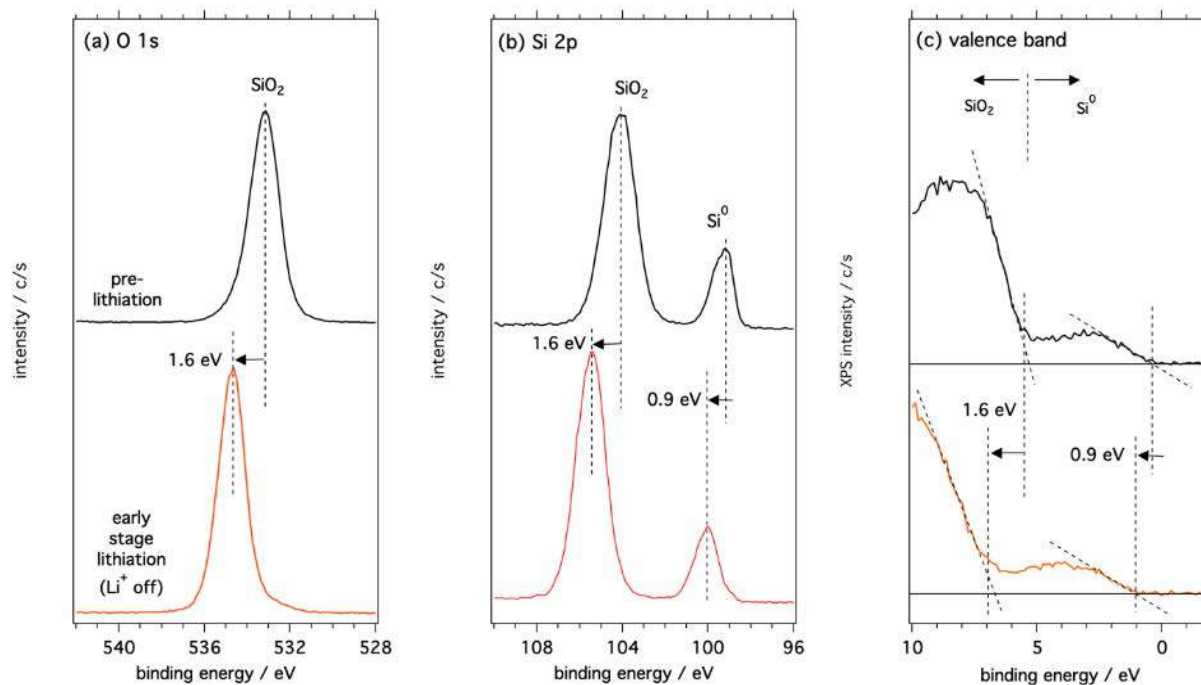 (a) O 1s
SiO₂
pre-
lithiation
1.6 eV
early
stage
lithiation
(Li⁺ off)
intensity / c/s
540 536 532 528
binding energy / eV
(b) Si 2p
SiO₂
Si⁰
1.6 eV
0.9 eV
intensity / c/s
108 104 100 96
binding energy / eV
(c) valence band
SiO₂
Si⁰
1.6 eV
0.9 eV
XPS intensity / c/s
10 5 0
binding energy / eV